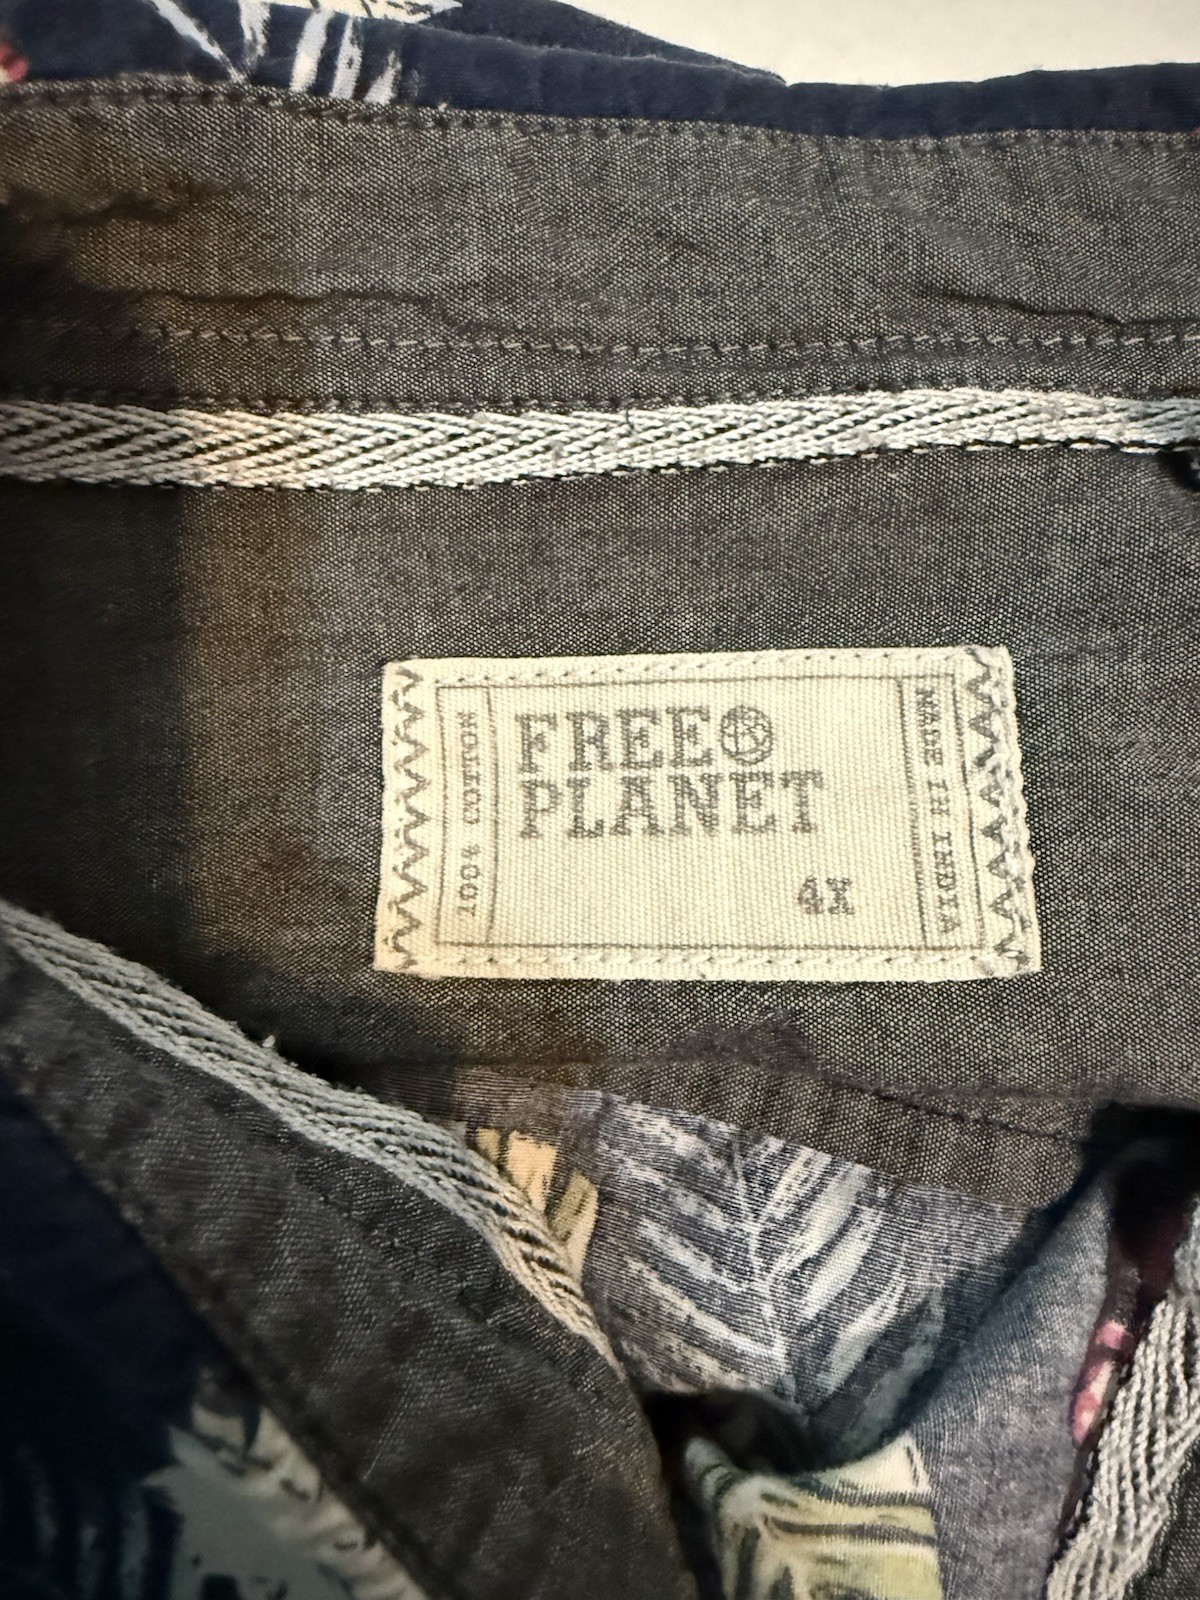 100% COTTON
FREE
PLANET
4X
MADE IN INDIA